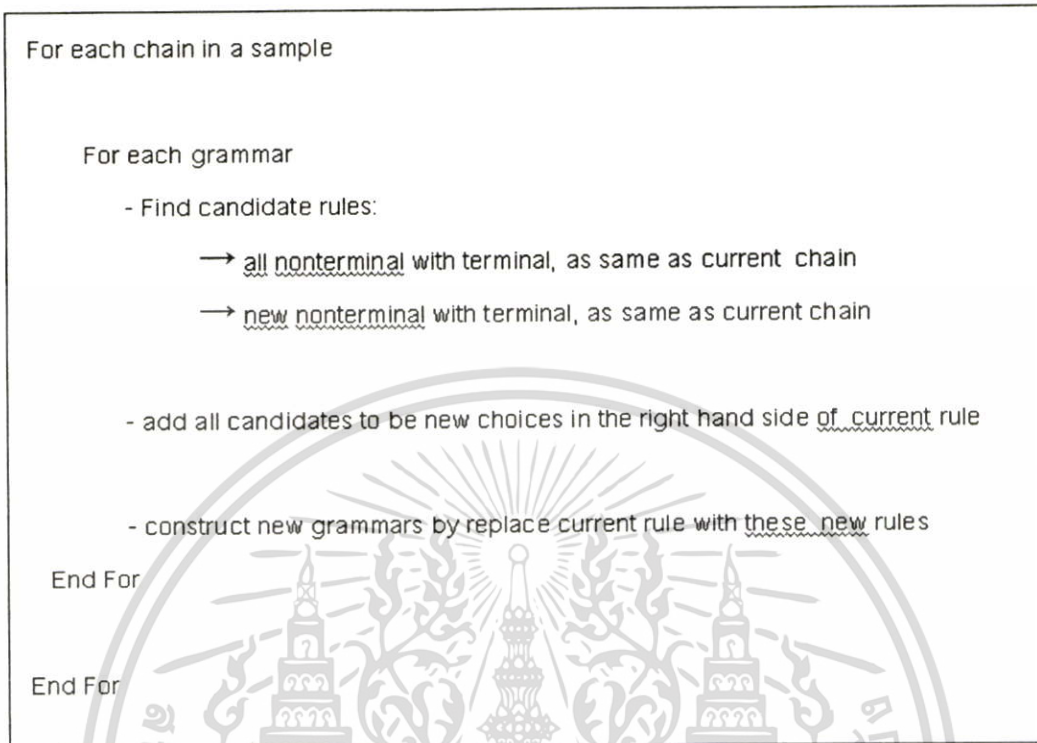 For each chain in a sample
For each grammar
- Find candidate rules:
→ all nonterminal with terminal, as same as current chain
→ new nonterminal with terminal, as same as current chain
- add all candidates to be new choices in the right hand side of current rule
- construct new grammars by replace current rule with these new rules
End For
End For